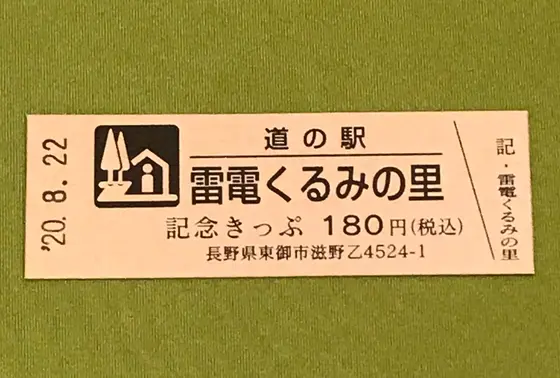 '20. 8. 22
道の駅
雷電くるみの里
記念きっぷ 180円(税込)
長野県東御市滋野乙4524-1
記・雷電くるみの里